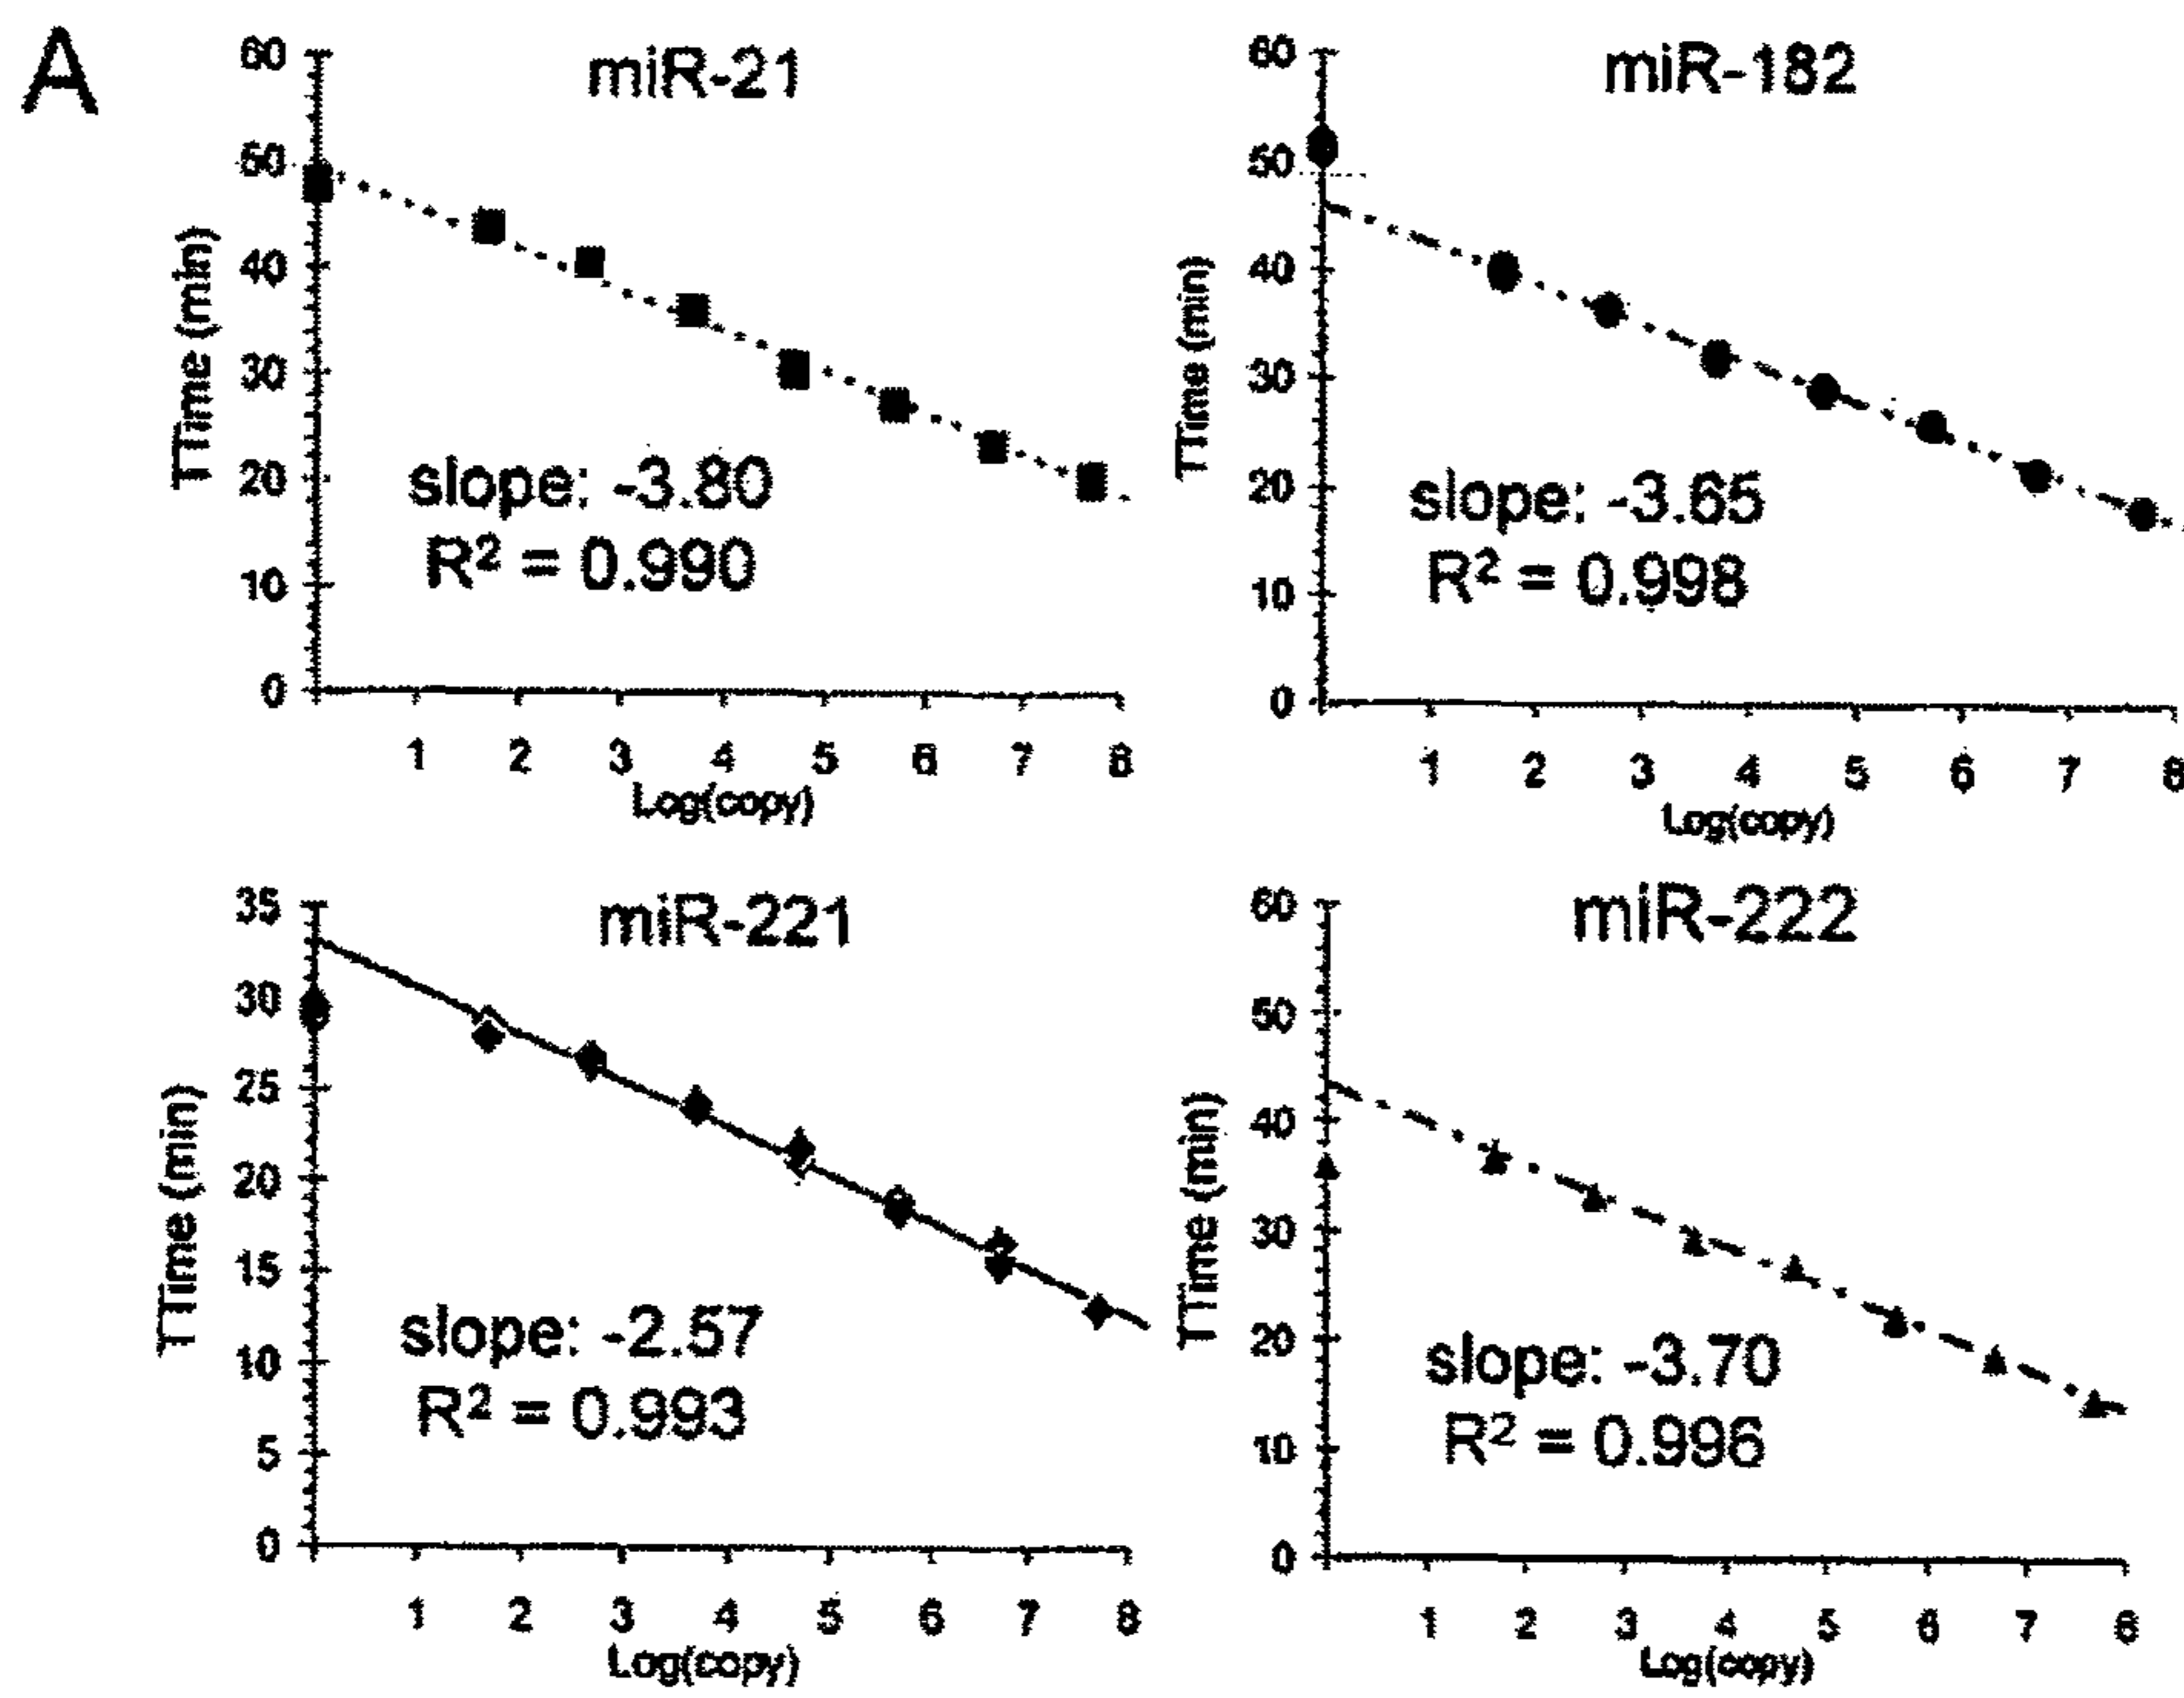 A
miR-21
60
50
40
30
20
10
0
TTime (min)
slope: -3.80
R² = 0.990
1 2 3 4 5 6 7 8
Log(copy)
miR-182
60
50
40
30
20
10
0
TTime (min)
slope: -3.65
R² = 0.998
1 2 3 4 5 6 7 8
Log(copy)
miR-221
35
30
25
20
15
10
5
0
TTime (min)
slope: -2.57
R² = 0.993
1 2 3 4 5 6 7 8
Log(copy)
miR-222
60
50
40
30
20
10
0
TTime (min)
slope: -3.70
R² = 0.996
1 2 3 4 5 6 7 8
Log(copy)